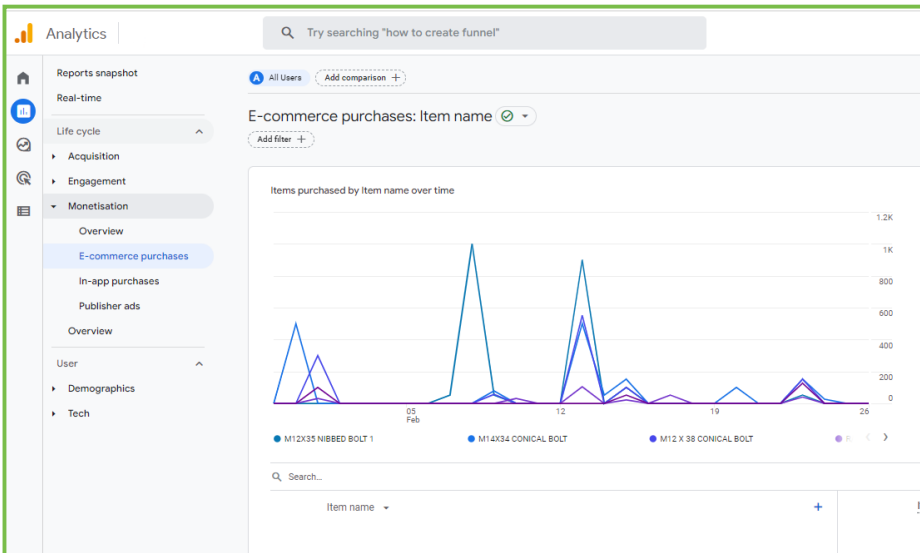 Analytics
Try searching "how to create funnel"
Reports snapshot
Real-time
Life cycle
Acquisition
Engagement
Monetisation
Overview
E-commerce purchases
In-app purchases
Publisher ads
Overview
User
Demographics
Tech
A All Users
Add comparison +
E-commerce purchases: Item name
Add filter +
Items purchased by Item name over time
1.2K
1K
800
600
400
200
0
05 12 19 26
Feb
M12X35 NIBBED BOLT 1 M14X34 CONICAL BOLT M12 X 38 CONICAL BOLT
Search...
Item name +